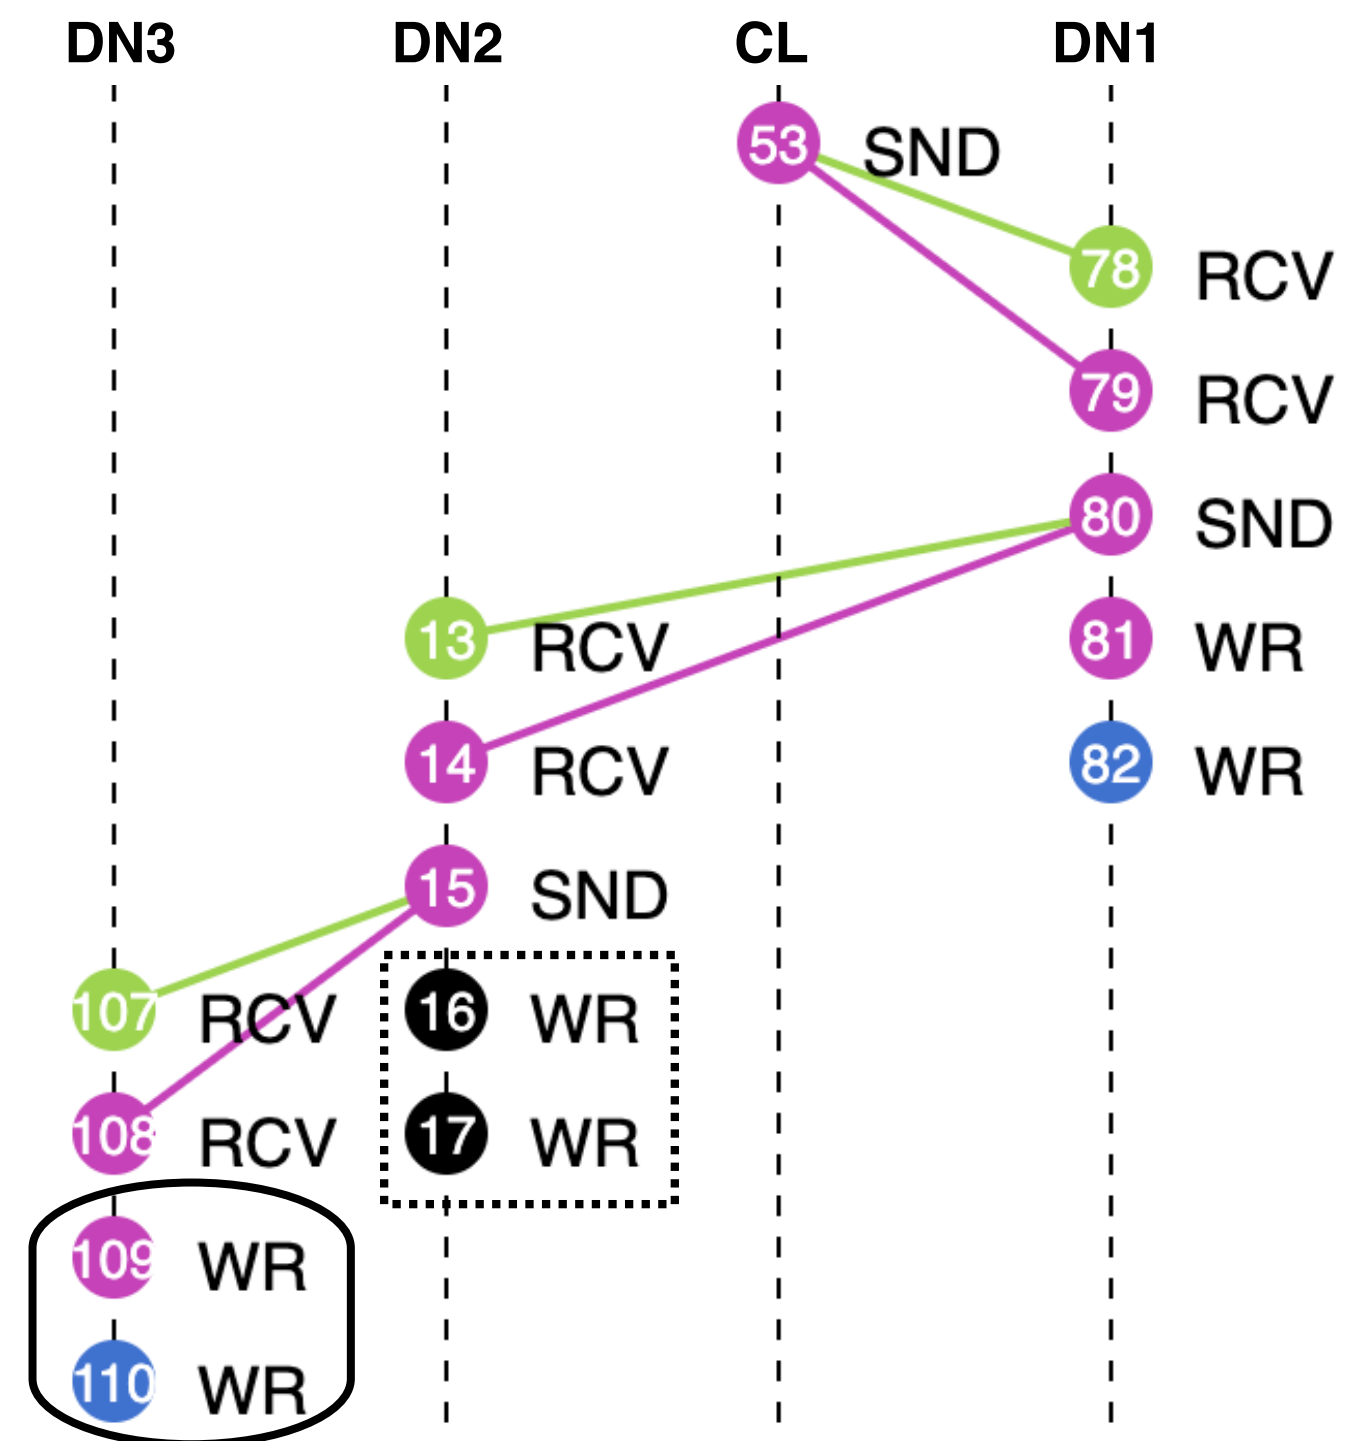 DN3 DN2 CL DN1
53 SND
78 RCV
79 RCV
80 SND
13 RCV 81 WR
14 RCV 82 WR
15 SND
107 RCV 16 WR
108 RCV 17 WR
109 WR
110 WR